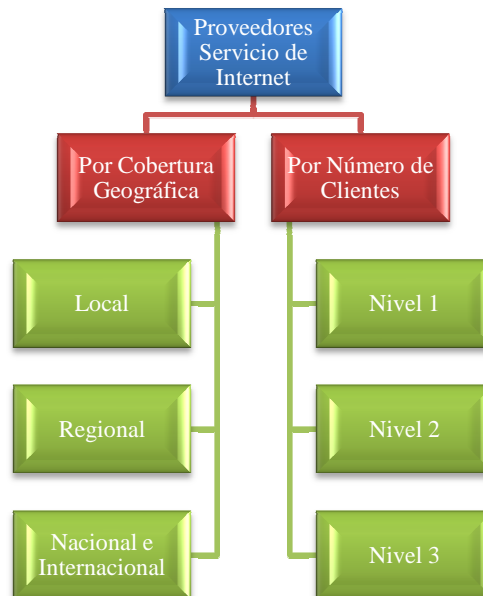 Proveedores
Servicio de
Internet
Por Cobertura
Geográfica
Por Número de
Clientes
Local
Nivel 1
Regional
Nivel 2
Nacional e
Internacional
Nivel 3